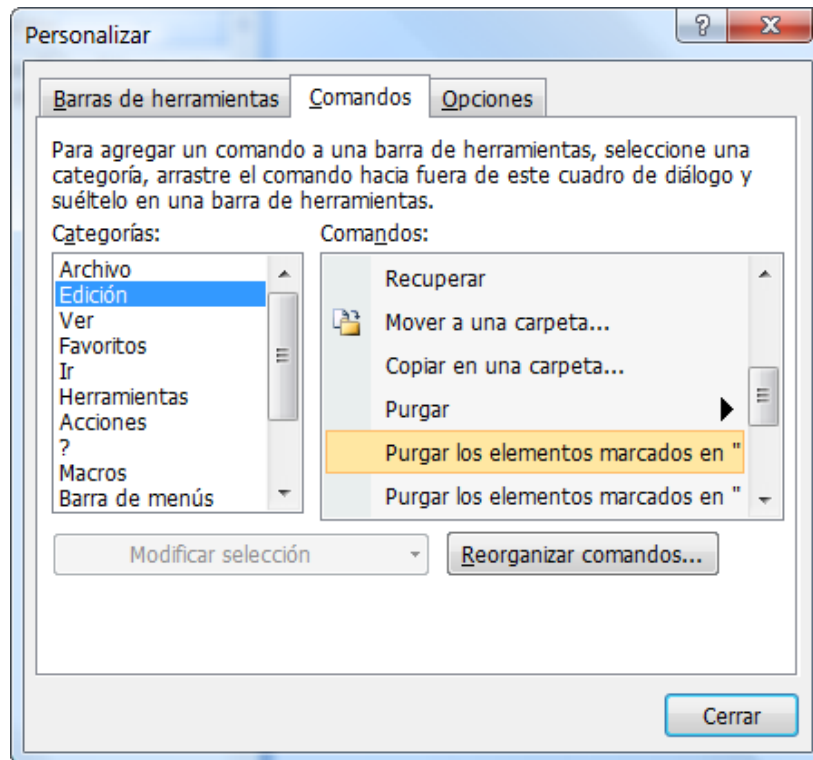 Personalizar
?
Barras de herramientas
Comandos
Opciones
Para agregar un comando a una barra de herramientas, seleccione una
categoría, arrastre el comando hacia fuera de este cuadro de diálogo y
suéltelo en una barra de herramientas.
Categorías:
Archivo
Edición
Ver
Favoritos
Ir
Herramientas
Acciones
?
Macros
Barra de menús
Comandos:
Recuperar
Mover a una carpeta...
Copiar en una carpeta...
Purgar
Purgar los elementos marcados en "
Purgar los elementos marcados en "
Modificar selección
Reorganizar comandos...
Cerrar